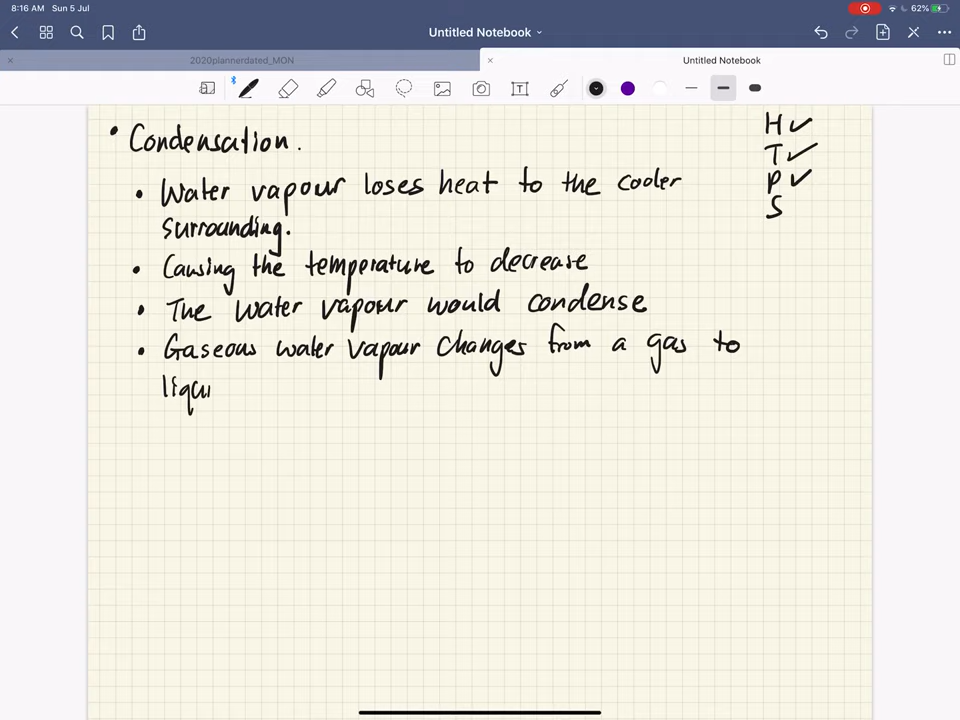 8:16 AM Sun 5 Jul
62%
Untitled Notebook
2020plannerdated_MON
Untitled Notebook
• Condensation.
H ✓
T ✓
P ✓
S
• Water vapour loses heat to the cooler
surrounding.
• Causing the temperature to decrease
• The water vapour would condense
• Gaseous water vapour changes from a gas to
liqui